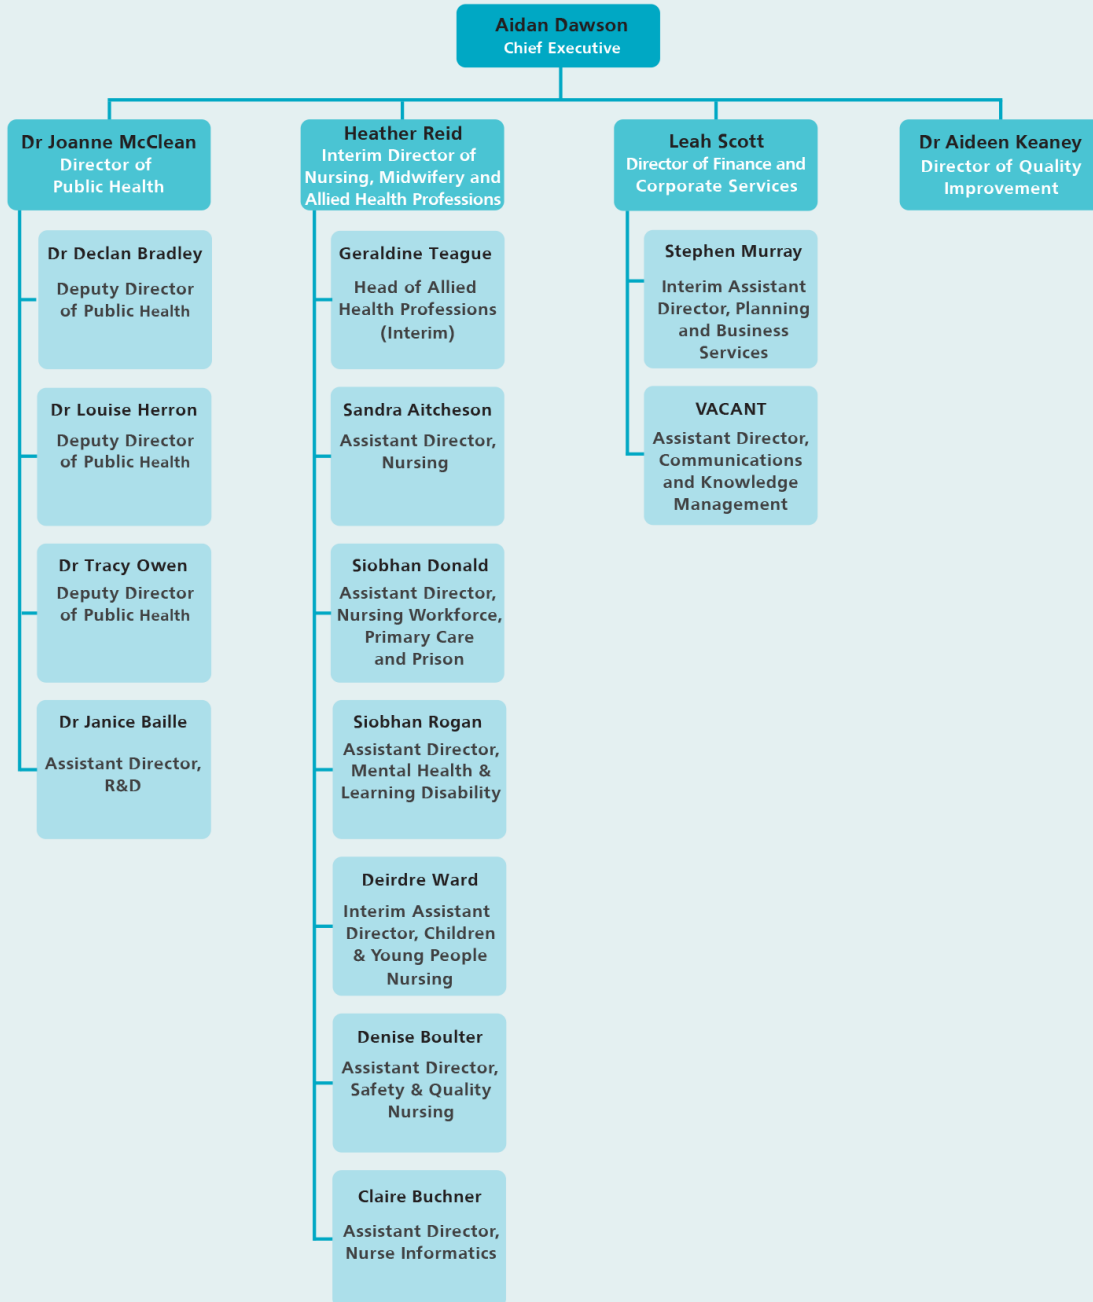 Aidan Dawson
Chief Executive
Dr Joanne McClean
Director of
Public Health
Dr Declan Bradley
Deputy Director
of Public Health
Dr Louise Herron
Deputy Director
of Public Health
Dr Tracy Owen
Deputy Director
of Public Health
Dr Janice Baille
Assistant Director,
R&D
Heather Reid
Interim Director of
Nursing, Midwifery and
Allied Health Professions
Geraldine Teague
Head of Allied
Health Professions
(Interim)
Sandra Aitcheson
Assistant Director,
Nursing
Siobhan Donald
Assistant Director,
Nursing Workforce,
Primary Care
and Prison
Siobhan Rogan
Assistant Director,
Mental Health &
Learning Disability
Deirdre Ward
Interim Assistant
Director, Children
& Young People
Nursing
Denise Boulter
Assistant Director,
Safety & Quality
Nursing
Claire Buchner
Assistant Director,
Nurse Informatics
Leah Scott
Director of Finance and
Corporate Services
Stephen Murray
Interim Assistant
Director, Planning
and Business
Services
VACANT
Assistant Director,
Communications
and Knowledge
Management
Dr Aideen Keaney
Director of Quality
Improvement